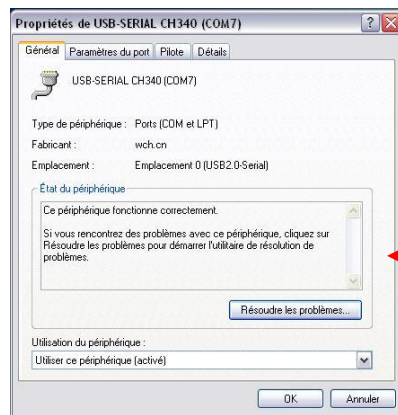 Propriétés de USB-SERIAL CH340 (COM7)
Général Paramètres du port Pilote Détails
USB-SERIAL CH340 (COM7)
Type de périphérique : Ports (COM et LPT)
Fabricant : wch.cn
Emplacement : Emplacement 0 (USB2.0-Serial)
État du périphérique
Ce périphérique fonctionne correctement.
Si vous rencontrez des problèmes avec ce périphérique, cliquez sur
Résoudre les problèmes pour démarrer l'utilitaire de résolution de
problèmes.
Résoudre les problèmes...
Utilisation du périphérique :
Utiliser ce périphérique (activé)
OK Annuler